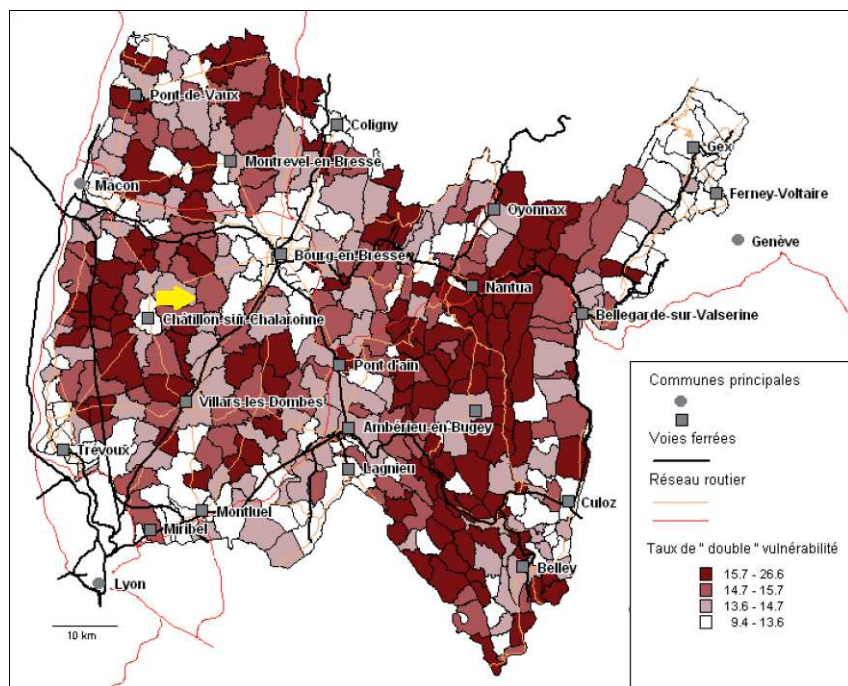 Pont-de-Vaux
Coligny
Montrevel-en-Bresse
Gex
Mâcon
Ferney-Voltaire
Oyonnax
Genève
Bourg-en-Bresse
Nantua
Bellegarde-sur-Valserine
Châtillon-sur-Chalaronne
Pont d'ain
Villars-les-Dombes
Ambérieu-en-Bugey
Trévoux
Lagnieu
Culoz
Montluel
Miribel
Belley
Lyon
10 km
Communes principales
Voies ferrées
Réseau routier
Taux de " double " vulnérabilité
15.7 - 26.6
14.7 - 15.7
13.6 - 14.7
9.4 - 13.6